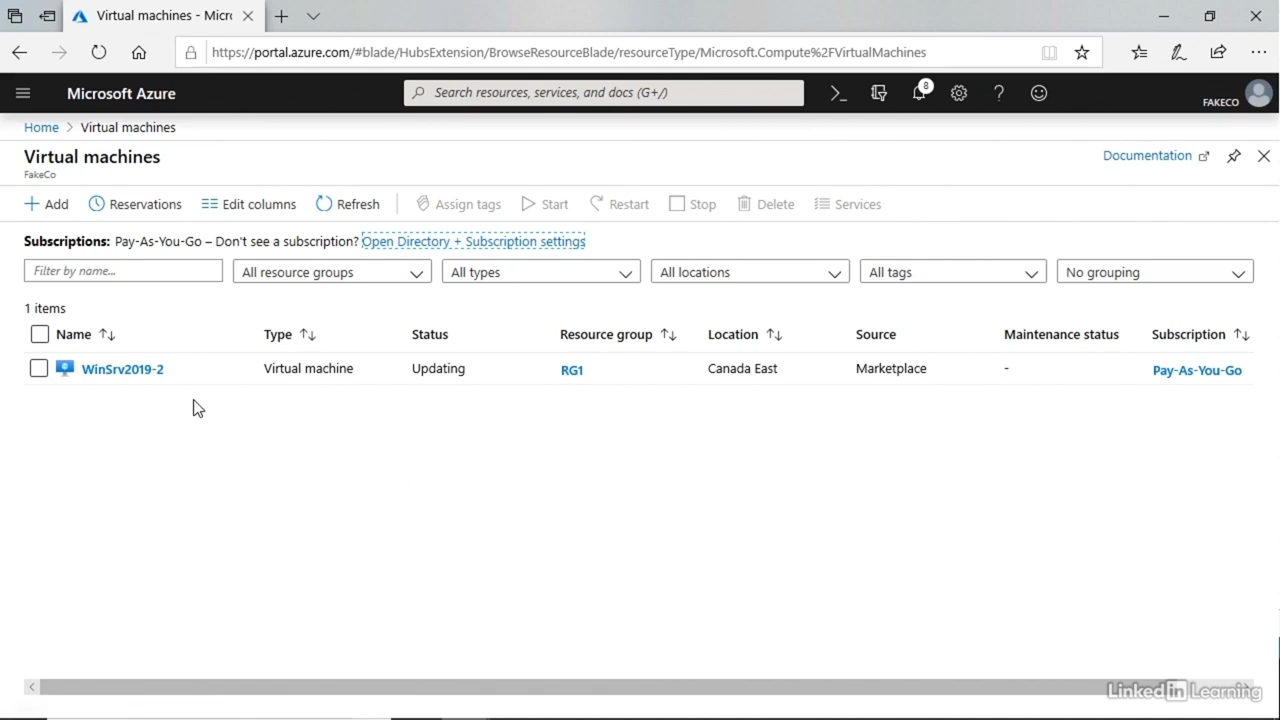 Virtual machines - Micr
https://portal.azure.com/#blade/HubsExtension/BrowseResourceBlade/resourceType/Microsoft.Compute%2FVirtualMachines
Microsoft Azure
Search resources, services, and docs (G+/)
8
FAKECO
Home > Virtual machines
Virtual machines
FakeCo
Documentation
Add Reservations Edit columns Refresh Assign tags Start Restart Stop Delete Services
Subscriptions: Pay-As-You-Go – Don't see a subscription? Open Directory + Subscription settings
Filter by name... All resource groups All types All locations All tags No grouping
1 items
Name Type Status Resource group Location Source Maintenance status Subscription
WinSrv2019-2 Virtual machine Updating RG1 Canada East Marketplace - Pay-As-You-Go
LinkedIn Learning